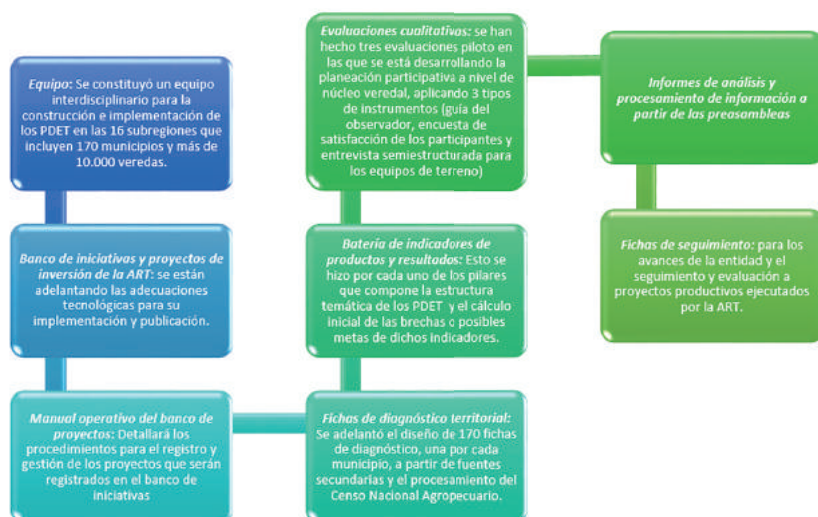 Equipo: Se constituyó un equipo
interdisciplinario para la
construcción e implementación de
los PDET en las 16 subregiones que
incluyen 170 municipios y más de
10.000 veredas.
Banco de iniciativas y proyectos de
inversión de la ART: se están
adelantando las adecuaciones
tecnológicas para su
implementación y publicación.
Manual operativo del banco de
proyectos: Detallará los
procedimientos para el registro y
gestión de los proyectos que serán
registrados en el banco de
iniciativas
Fichas de diagnóstico territorial:
Se adelantó el diseño de 170 fichas
de diagnóstico, una por cada
municipio, a partir de fuentes
secundarias y el procesamiento del
Censo Nacional Agropecuario.
Batería de indicadores de
productos y resultados: Esto se
hizo por cada uno de los pilares
que compone la estructura
temática de los PDET y el cálculo
inicial de las brechas o posibles
metas de dichos indicadores.
Evaluaciones cualitativas: se han
hecho tres evaluaciones piloto en
las que se está desarrollando la
planeación participativa a nivel de
núcleo veredal, aplicando 3 tipos
de instrumentos (guía del
observador, encuesta de
satisfacción de los participantes y
entrevista semiestructurada para
los equipos de terreno)
Informes de análisis y
procesamiento de información a
partir de las preasambleas
Fichas de seguimiento: para los
avances de la entidad y el
seguimiento y evaluación a
proyectos productivos ejecutados
por la ART.